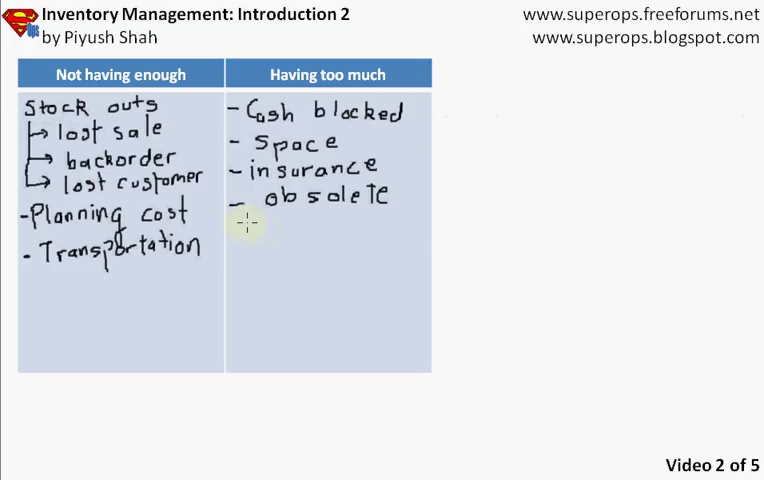 Inventory Management: Introduction 2
by Piyush Shah
www.superops.freeforums.net
www.superops.blogspot.com
S
Ops
Not having enough
Having too much
Stock outs
lost sale
backorder
lost customer
-Planning cost
- Transportation
- Cash blocked
- space
- insurance
- obsolete
Video 2 of 5